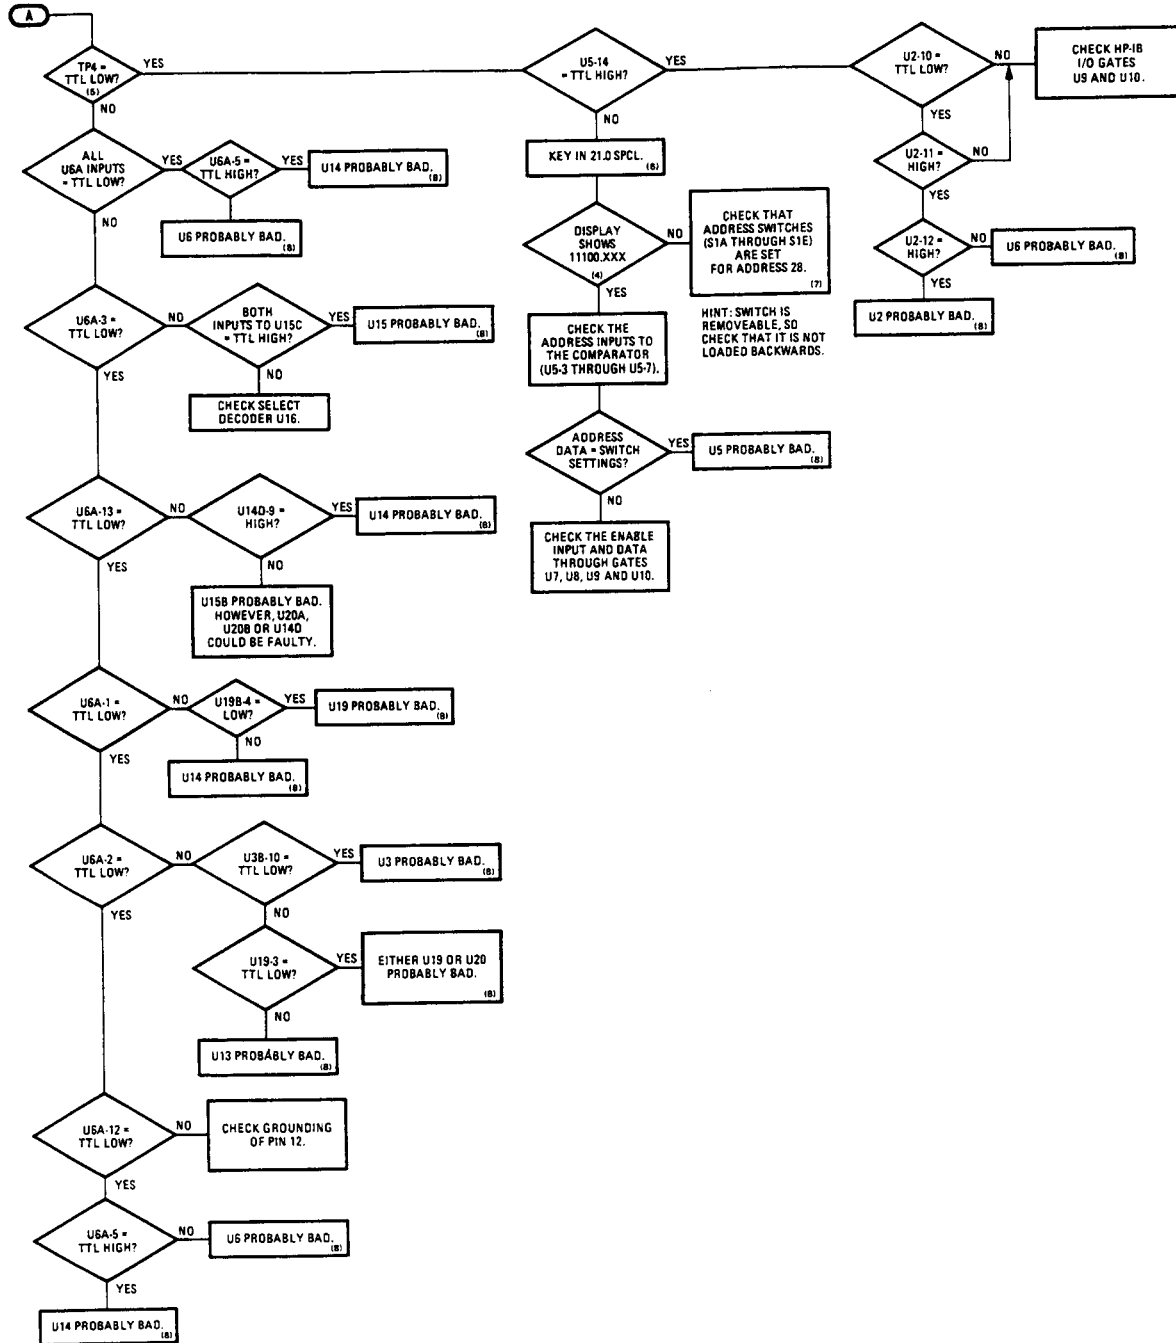 A
TP4 =
TTL LOW?
(5)
YES
NO
U5-14
= TTL HIGH?
YES
NO
U2-10 =
TTL LOW?
NO
YES
CHECK HP-IB
I/O GATES
U9 AND U10.
U2-11 =
HIGH?
NO
YES
U2-12 =
HIGH?
NO
YES
U6 PROBABLY BAD.
(8)
U2 PROBABLY BAD.
(8)
KEY IN 21.0 SPCL.
(6)
DISPLAY
SHOWS
11100.XXX
(4)
NO
YES
CHECK THAT
ADDRESS SWITCHES
(S1A THROUGH S1E)
ARE SET
FOR ADDRESS 28.
(7)
HINT: SWITCH IS
REMOVEABLE, SO
CHECK THAT IT IS NOT
LOADED BACKWARDS.
CHECK THE
ADDRESS INPUTS TO
THE COMPARATOR
(U5-3 THROUGH U5-7).
ADDRESS
DATA = SWITCH
SETTINGS?
YES
NO
U5 PROBABLY BAD.
(8)
CHECK THE ENABLE
INPUT AND DATA
THROUGH GATES
U7, U8, U9 AND U10.
ALL
U6A INPUTS
= TTL LOW?
YES
NO
U6A-5 =
TTL HIGH?
YES
U14 PROBABLY BAD.
(8)
U6 PROBABLY BAD.
(8)
U6A-3 =
TTL LOW?
NO
YES
BOTH
INPUTS TO U15C
= TTL HIGH?
YES
NO
U15 PROBABLY BAD.
(8)
CHECK SELECT
DECODER U16.
U6A-13 =
TTL LOW?
NO
YES
U14D-9 =
HIGH?
YES
NO
U14 PROBABLY BAD.
(8)
U15B PROBABLY BAD.
HOWEVER, U20A,
U20B OR U14D
COULD BE FAULTY.
U6A-1 =
TTL LOW?
NO
YES
U19B-4 =
LOW?
YES
NO
U19 PROBABLY BAD.
(8)
U14 PROBABLY BAD.
(8)
U6A-2 =
TTL LOW?
NO
YES
U3B-10 =
TTL LOW?
YES
NO
U3 PROBABLY BAD.
(8)
U19-3 =
TTL LOW?
YES
NO
EITHER U19 OR U20
PROBABLY BAD.
(8)
U13 PROBABLY BAD.
(8)
U6A-12 =
TTL LOW?
NO
YES
CHECK GROUNDING
OF PIN 12.
U6A-5 =
TTL HIGH?
NO
YES
U6 PROBABLY BAD.
(8)
U14 PROBABLY BAD.
(8)